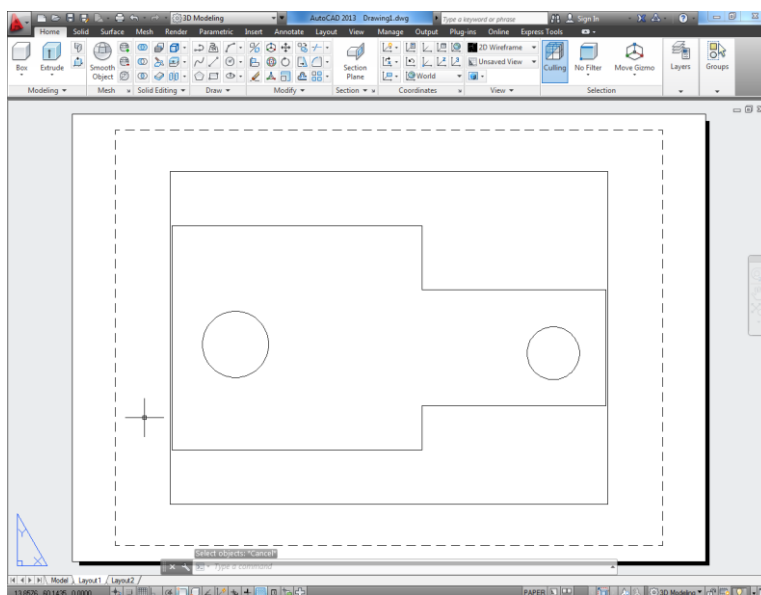 3D Modeling AutoCAD 2013 Drawing1.dwg Type a keyword or phrase Sign In
Home Solid Surface Mesh Render Parametric Insert Annotate Layout View Manage Output Plug-ins Online Express Tools
2D Wireframe
Unsaved View
World
Box Extrude Smooth Object Section Plane Culling No Filter Move Gizmo Layers Groups
Modeling Mesh Solid Editing Draw Modify Section Coordinates View Selection
Y
X
Select objects: *Cancel*
Type a command
Model Layout1 Layout2
PAPER 3D Modeling